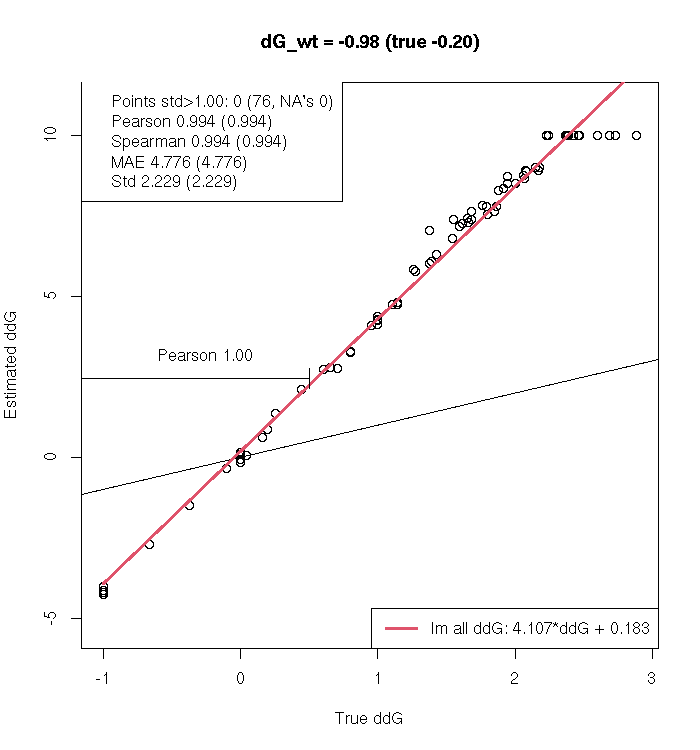 dG_wt = -0.98 (true -0.20)
Points std>1.00: 0 (76, NA's 0)
Pearson 0.994 (0.994)
Spearman 0.994 (0.994)
MAE 4.776 (4.776)
Std 2.229 (2.229)
10
5
0
-5
Estimated ddG
Pearson 1.00
lm all ddG: 4.107*ddG + 0.183
-1
0
1
2
3
True ddG